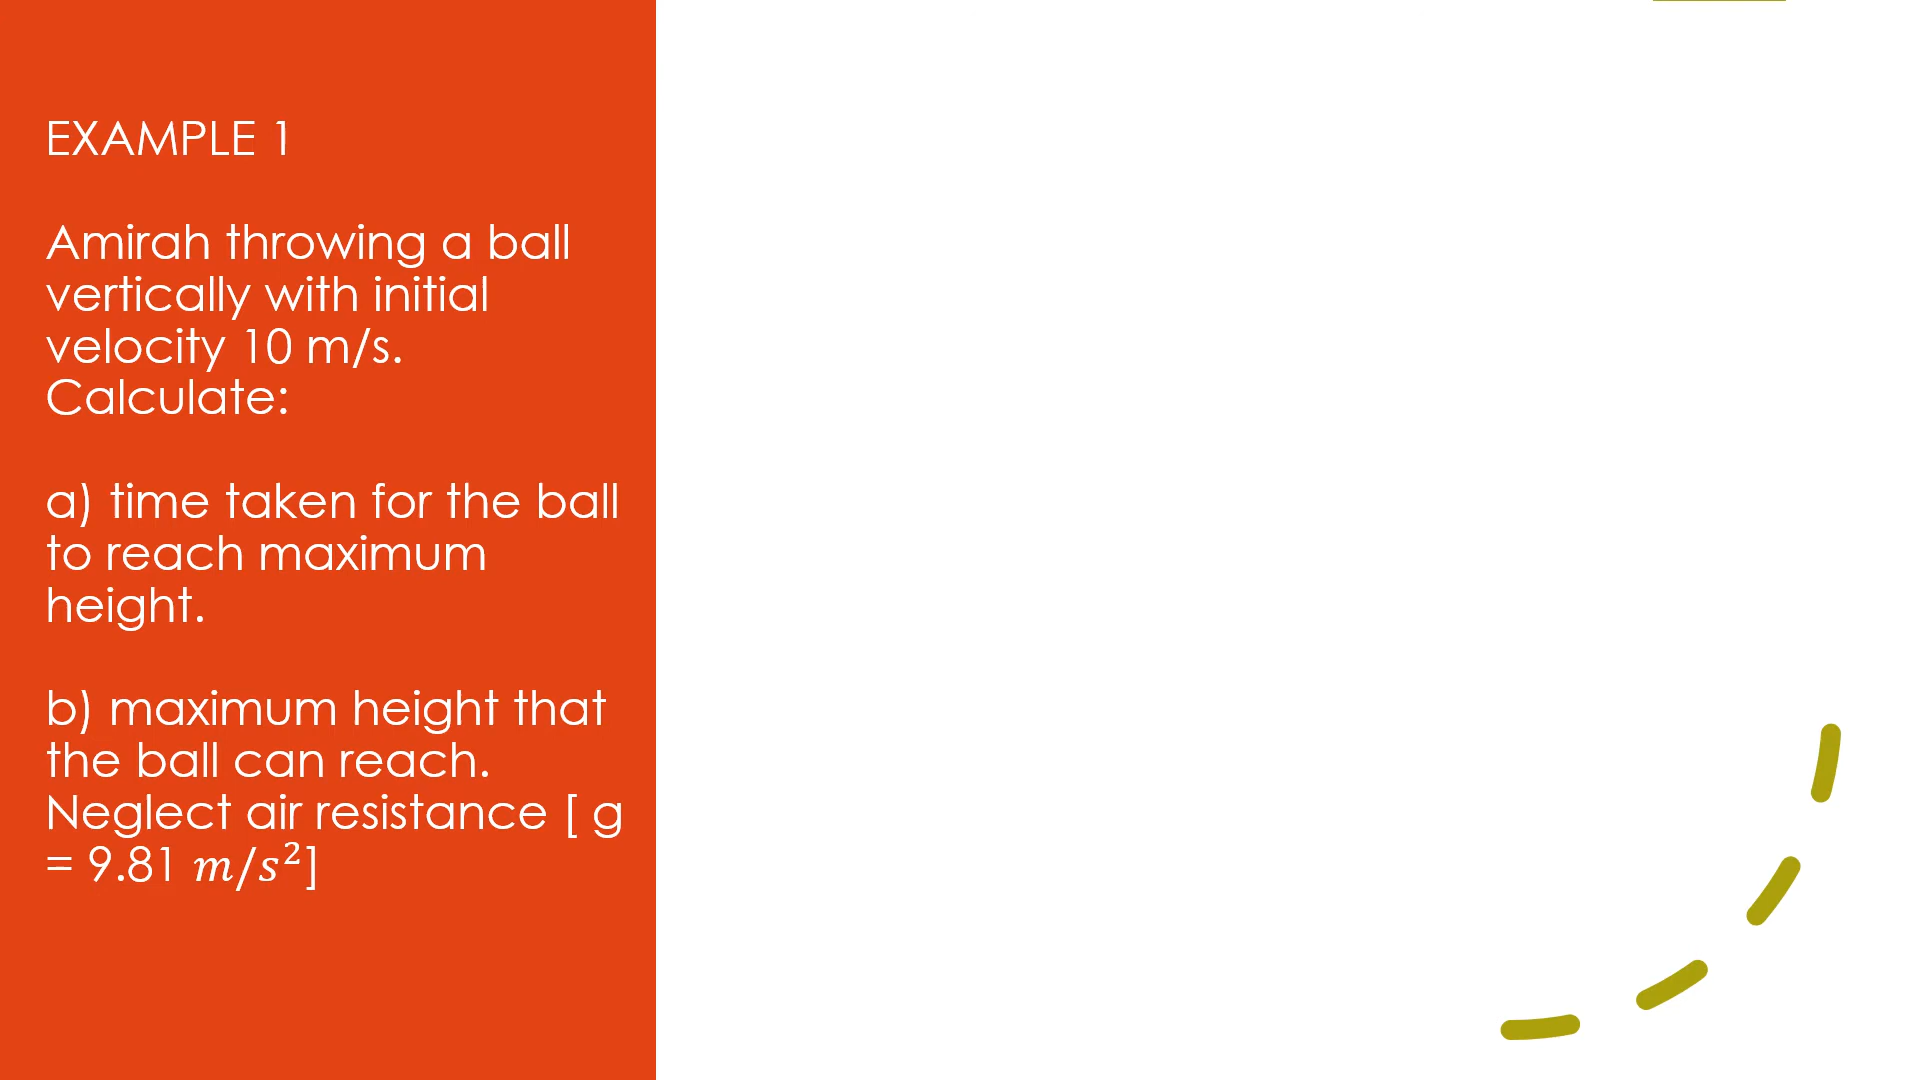 EXAMPLE 1
Amirah throwing a ball
vertically with initial
velocity 10 m/s.
Calculate:
a) time taken for the ball
to reach maximum
height.
b) maximum height that
the ball can reach.
Neglect air resistance [ g
= 9.81 m/s²]